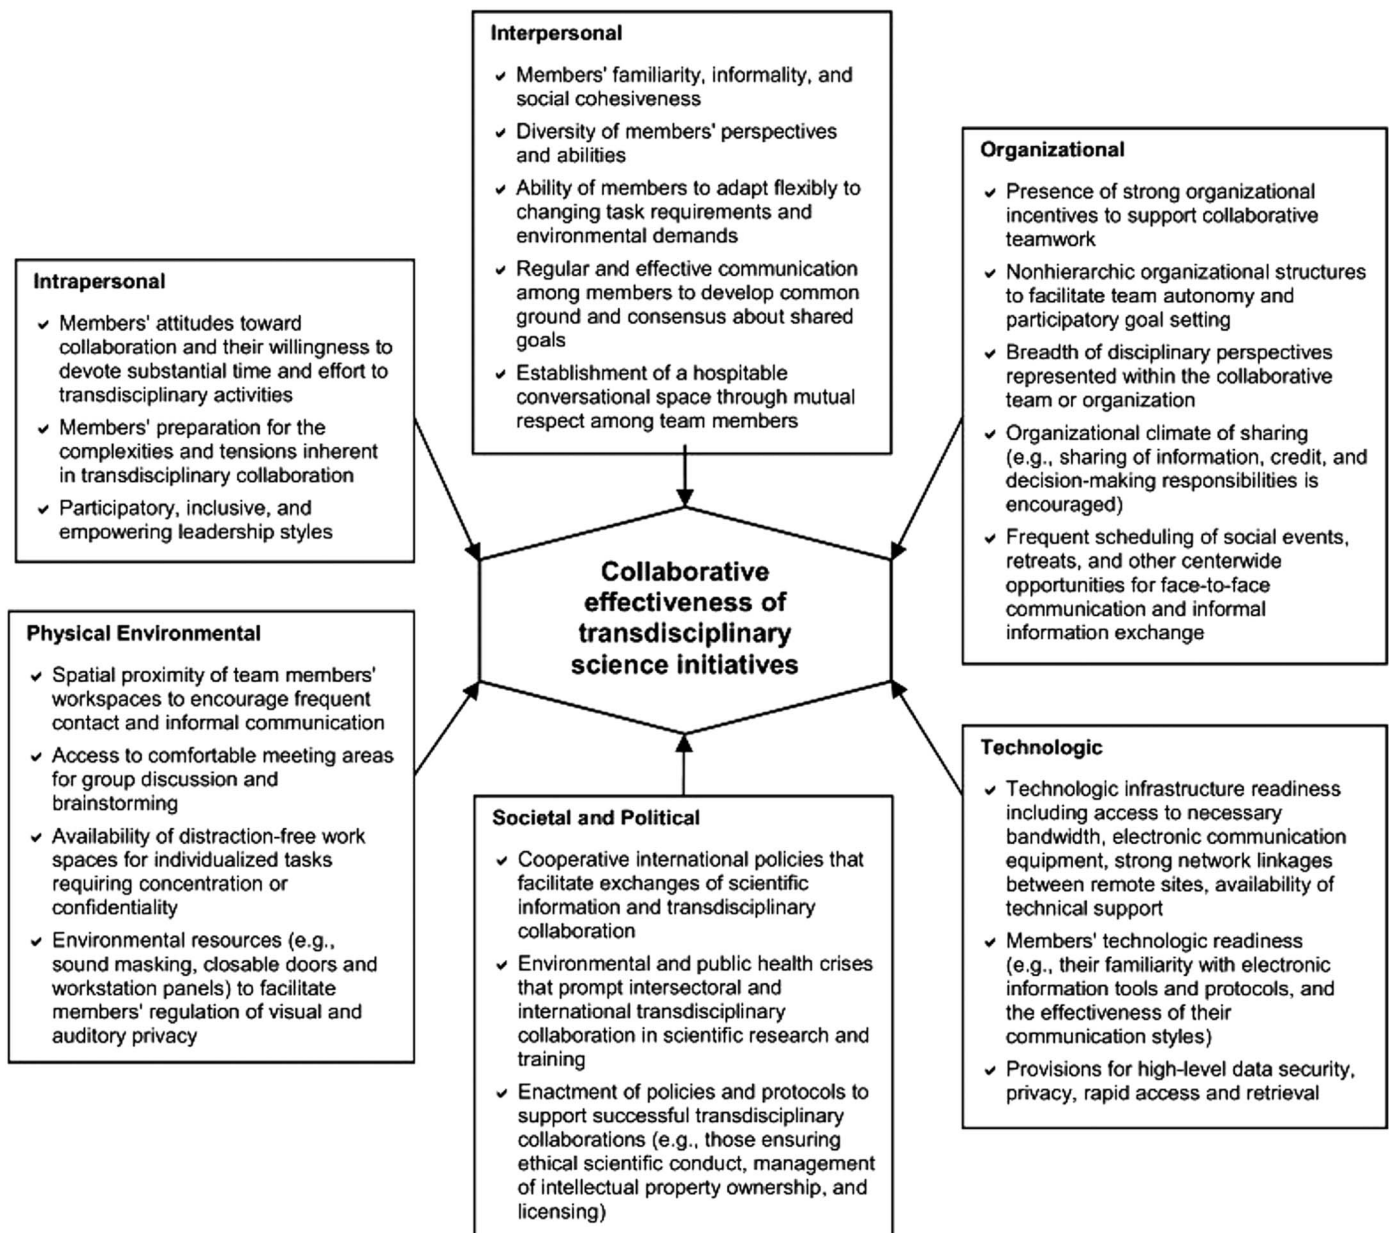 Interpersonal
✓ Members' familiarity, informality, and
social cohesiveness
✓ Diversity of members' perspectives
and abilities
✓ Ability of members to adapt flexibly to
changing task requirements and
environmental demands
✓ Regular and effective communication
among members to develop common
ground and consensus about shared
goals
✓ Establishment of a hospitable
conversational space through mutual
respect among team members
Organizational
✓ Presence of strong organizational
incentives to support collaborative
teamwork
✓ Nonhierarchic organizational structures
to facilitate team autonomy and
participatory goal setting
✓ Breadth of disciplinary perspectives
represented within the collaborative
team or organization
✓ Organizational climate of sharing
(e.g., sharing of information, credit, and
decision-making responsibilities is
encouraged)
✓ Frequent scheduling of social events,
retreats, and other centerwide
opportunities for face-to-face
communication and informal
information exchange
Intrapersonal
✓ Members' attitudes toward
collaboration and their willingness to
devote substantial time and effort to
transdisciplinary activities
✓ Members' preparation for the
complexities and tensions inherent
in transdisciplinary collaboration
✓ Participatory, inclusive, and
empowering leadership styles
Collaborative
effectiveness of
transdisciplinary
science initiatives
Physical Environmental
✓ Spatial proximity of team members'
workspaces to encourage frequent
contact and informal communication
✓ Access to comfortable meeting areas
for group discussion and
brainstorming
✓ Availability of distraction-free work
spaces for individualized tasks
requiring concentration or
confidentiality
✓ Environmental resources (e.g.,
sound masking, closable doors and
workstation panels) to facilitate
members' regulation of visual and
auditory privacy
Societal and Political
✓ Cooperative international policies that
facilitate exchanges of scientific
information and transdisciplinary
collaboration
✓ Environmental and public health crises
that prompt intersectoral and
international transdisciplinary
collaboration in scientific research and
training
✓ Enactment of policies and protocols to
support successful transdisciplinary
collaborations (e.g., those ensuring
ethical scientific conduct, management
of intellectual property ownership, and
licensing)
Technologic
✓ Technologic infrastructure readiness
including access to necessary
bandwidth, electronic communication
equipment, strong network linkages
between remote sites, availability of
technical support
✓ Members' technologic readiness
(e.g., their familiarity with electronic
information tools and protocols, and
the effectiveness of their
communication styles)
✓ Provisions for high-level data security,
privacy, rapid access and retrieval